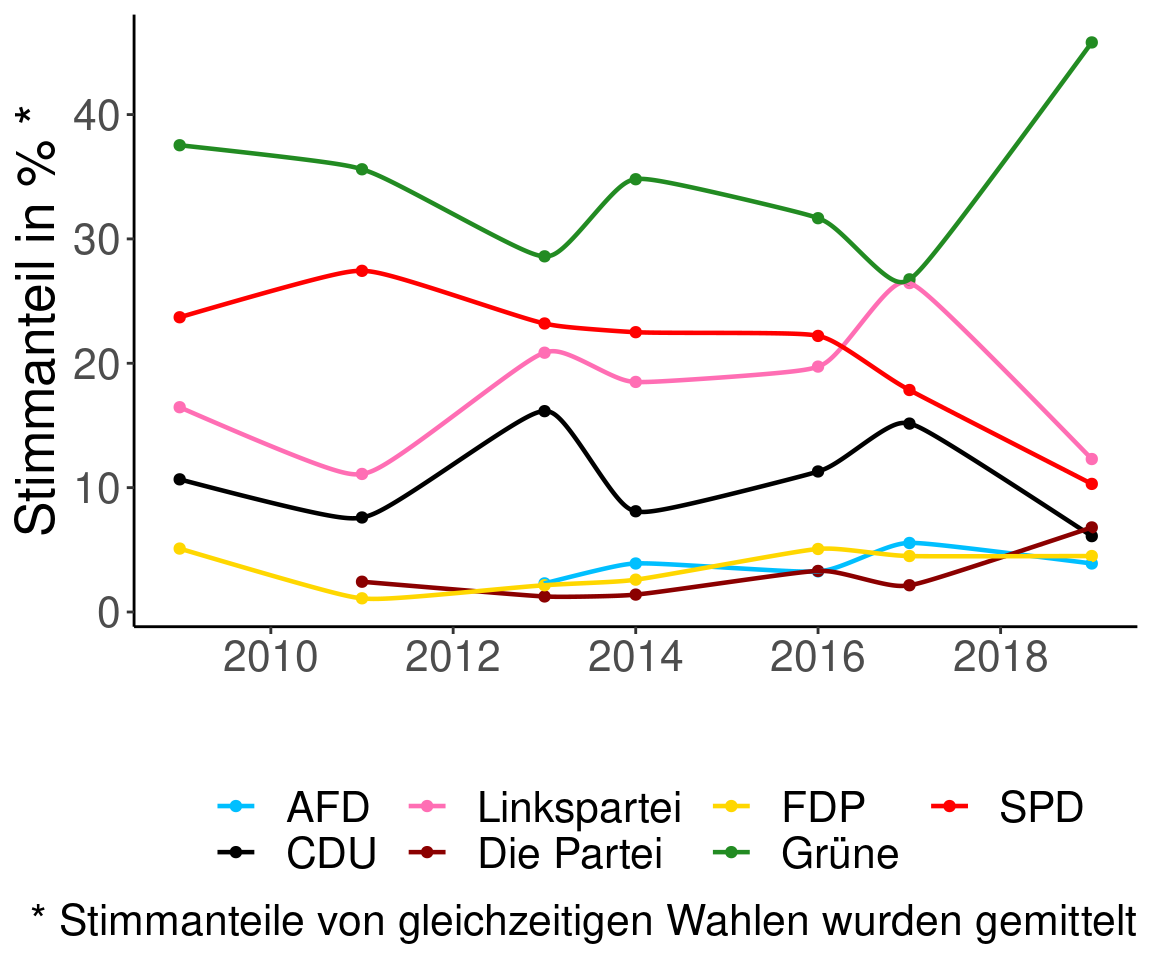 Stimmanteil in % *
40
30
20
10
0
2010 2012 2014 2016 2018
AFD Linkspartei FDP SPD
CDU Die Partei Grüne
* Stimmanteile von gleichzeitigen Wahlen wurden gemittelt